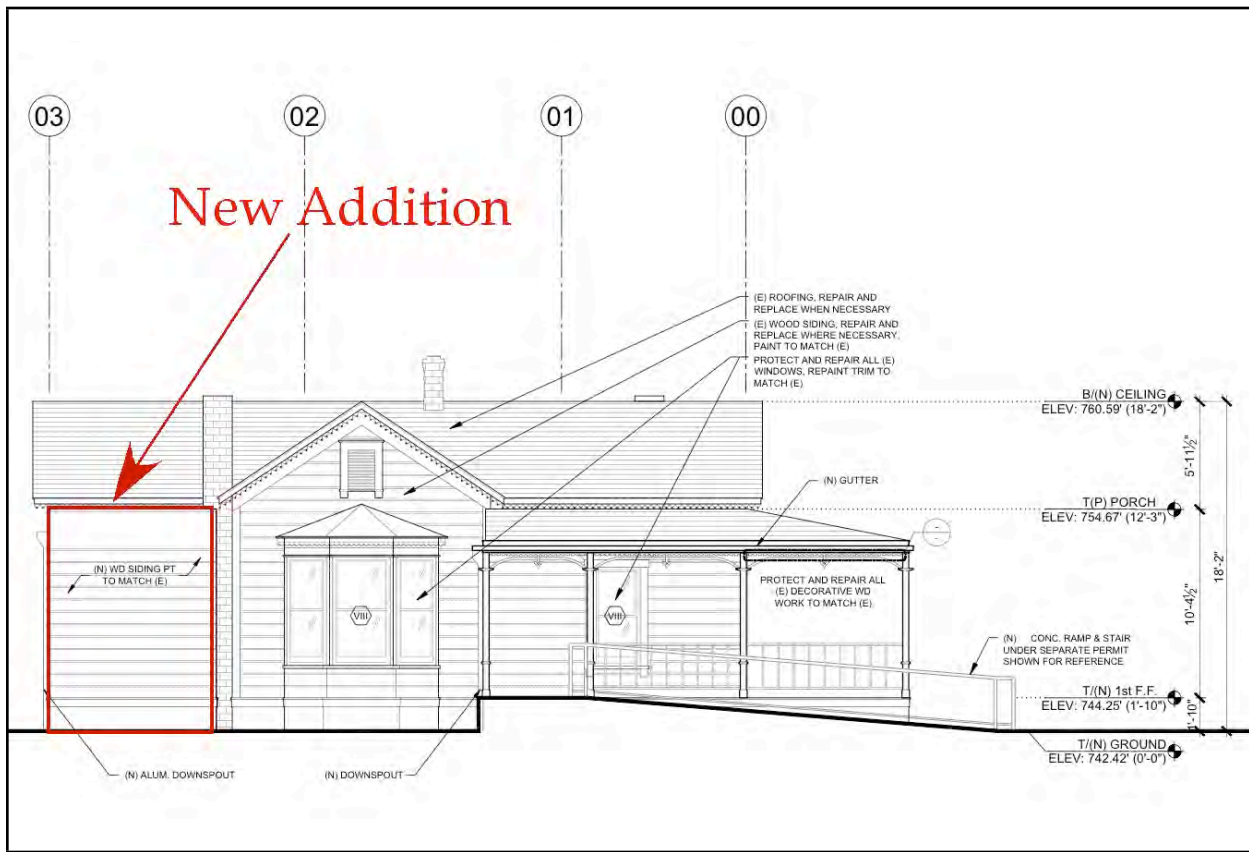 03
02
01
00
New Addition
(E) ROOFING, REPAIR AND
REPLACE WHEN NECESSARY
(E) WOOD SIDING, REPAIR AND
REPLACE WHERE NECESSARY,
PAINT TO MATCH (E)
PROTECT AND REPAIR ALL (E)
WINDOWS, REPAINT TRIM TO
MATCH (E)
B/(N) CEILING
ELEV: 760.59' (18'-2")
5'-11½"
(N) GUTTER
T(P) PORCH
ELEV: 754.67' (12'-3")
18'-2"
(N) WD SIDING PT
TO MATCH (E)
VIII
VIII
PROTECT AND REPAIR ALL
(E) DECORATIVE WD
WORK TO MATCH (E)
10'-4½"
(N) CONC. RAMP & STAIR
UNDER SEPARATE PERMIT
SHOWN FOR REFERENCE
T/(N) 1st F.F.
ELEV: 744.25' (1'-10")
1'-10"
T/(N) GROUND
ELEV: 742.42' (0'-0")
(N) ALUM. DOWNSPOUT
(N) DOWNSPOUT